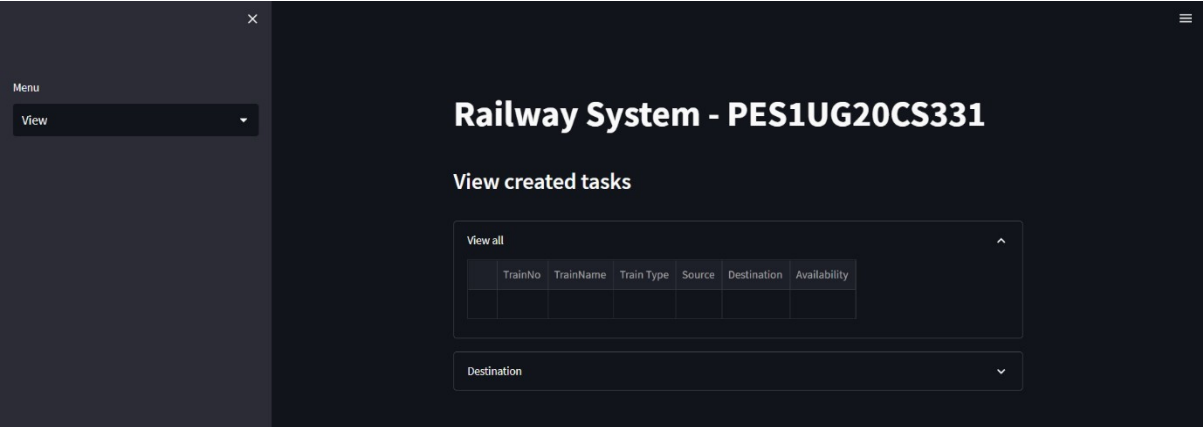 Menu
View
Railway System - PES1UG20CS331
View created tasks
View all
TrainNo TrainName Train Type Source Destination Availability
Destination